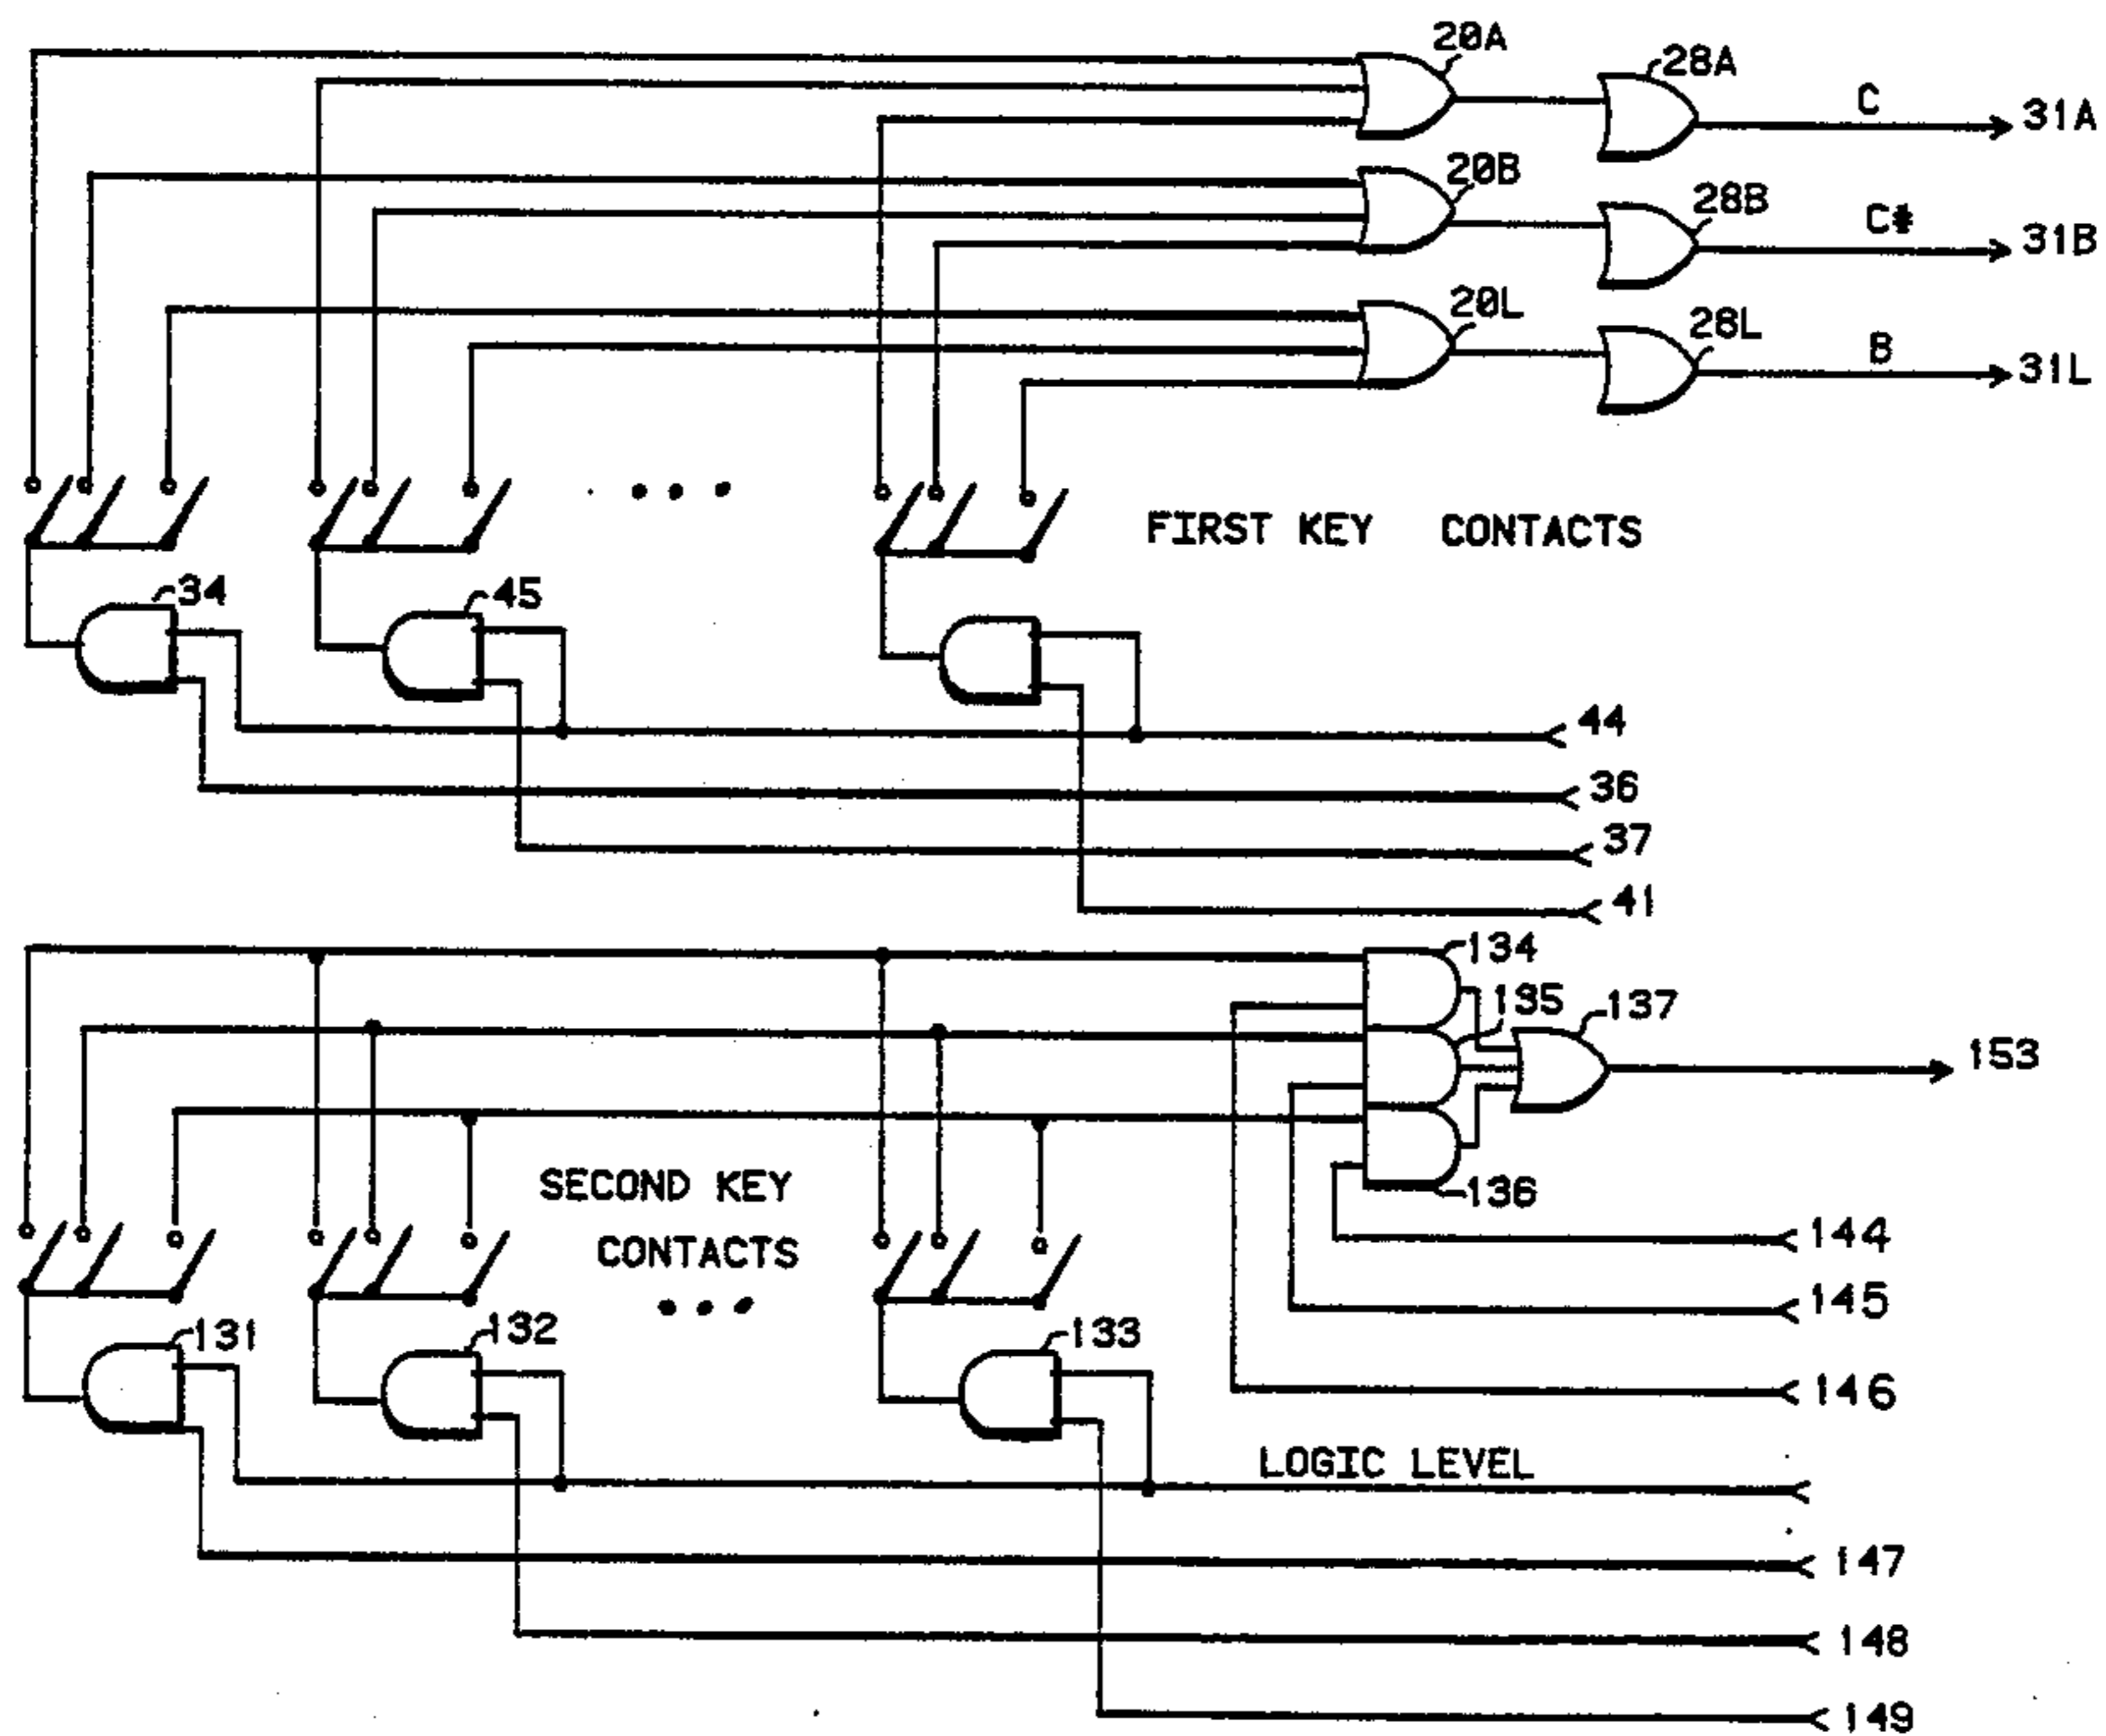 20A
28A
C
31A
20B
28B
C#
31B
20L
28L
B
31L
FIRST KEY CONTACTS
34
45
44
36
37
41
134
135
137
153
SECOND KEY
CONTACTS
136
144
145
131
132
133
146
LOGIC LEVEL
147
148
149